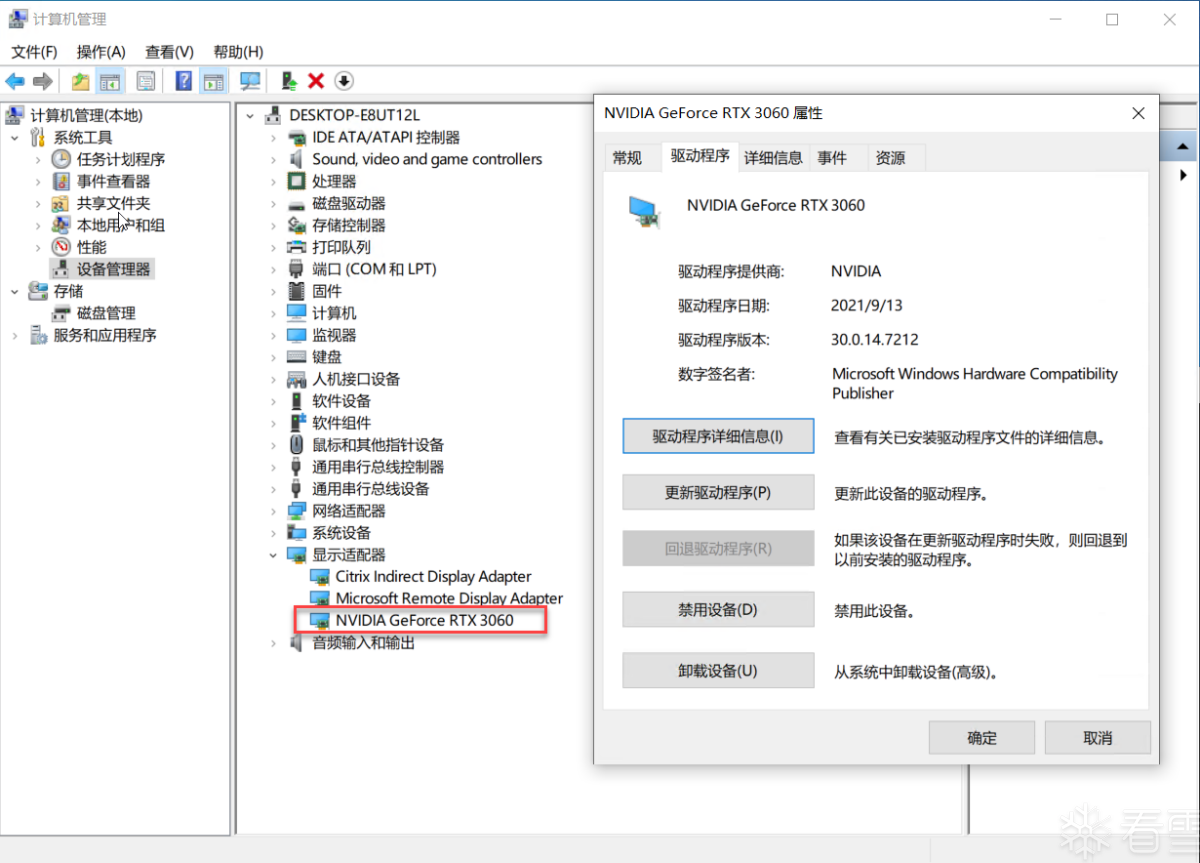 计算机管理
文件(F) 操作(A) 查看(V) 帮助(H)
计算机管理(本地)
系统工具
任务计划程序
事件查看器
共享文件夹
本地用户和组
性能
设备管理器
存储
磁盘管理
服务和应用程序
DESKTOP-E8UT12L
IDE ATA/ATAPI 控制器
Sound, video and game controllers
处理器
磁盘驱动器
存储控制器
打印队列
端口 (COM 和 LPT)
固件
计算机
监视器
键盘
人机接口设备
软件设备
软件组件
鼠标和其他指针设备
通用串行总线控制器
通用串行总线设备
网络适配器
系统设备
显示适配器
Citrix Indirect Display Adapter
Microsoft Remote Display Adapter
NVIDIA GeForce RTX 3060
音频输入和输出
NVIDIA GeForce RTX 3060 属性
常规 驱动程序 详细信息 事件 资源
NVIDIA GeForce RTX 3060
驱动程序提供商: NVIDIA
驱动程序日期: 2021/9/13
驱动程序版本: 30.0.14.7212
数字签名者: Microsoft Windows Hardware Compatibility
Publisher
驱动程序详细信息(I) 查看有关已安装驱动程序文件的详细信息。
更新驱动程序(P) 更新此设备的驱动程序。
回退驱动程序(R) 如果该设备在更新驱动程序时失败，则回退到
以前安装的驱动程序。
禁用设备(D) 禁用此设备。
卸载设备(U) 从系统中卸载设备(高级)。
确定 取消
看雪